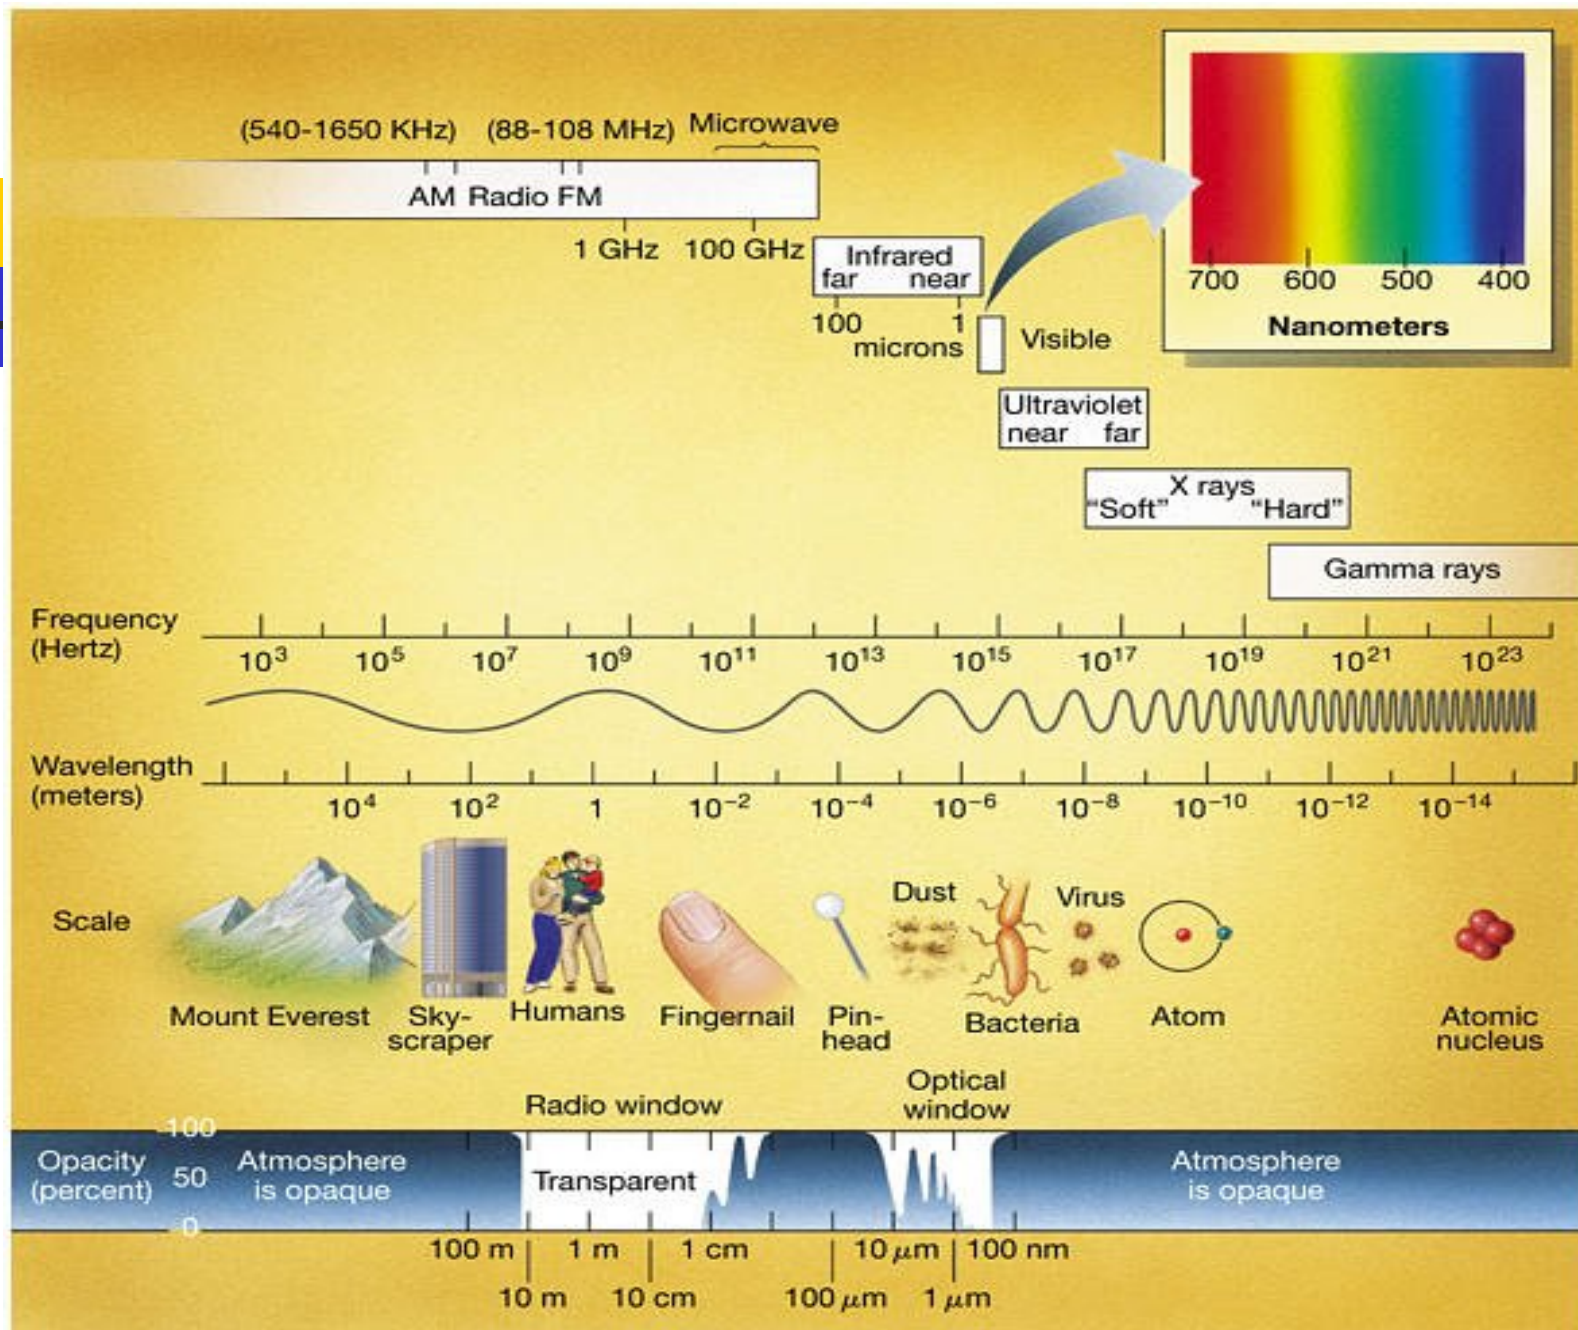 (540-1650 KHz) (88-108 MHz) Microwave
AM Radio FM
1 GHz 100 GHz
Infrared
far near
100 1
microns
Visible
700 600 500 400
Nanometers
Ultraviolet
near far
X rays
“Soft” “Hard”
Gamma rays
Frequency
(Hertz)
10³ 10⁵ 10⁷ 10⁹ 10¹¹ 10¹³ 10¹⁵ 10¹⁷ 10¹⁹ 10²¹ 10²³
Wavelength
(meters)
10⁴ 10² 1 10⁻² 10⁻⁴ 10⁻⁶ 10⁻⁸ 10⁻¹⁰ 10⁻¹² 10⁻¹⁴
Scale
Dust
Virus
Mount Everest
Sky-
scraper
Humans
Fingernail
Pin-
head
Bacteria
Atom
Atomic
nucleus
Radio window
Optical
window
Opacity
(percent)
100
50
0
Atmosphere
is opaque
Transparent
Atmosphere
is opaque
100 m 1 m 1 cm 10 μm 100 nm
10 m 10 cm 100 μm 1 μm